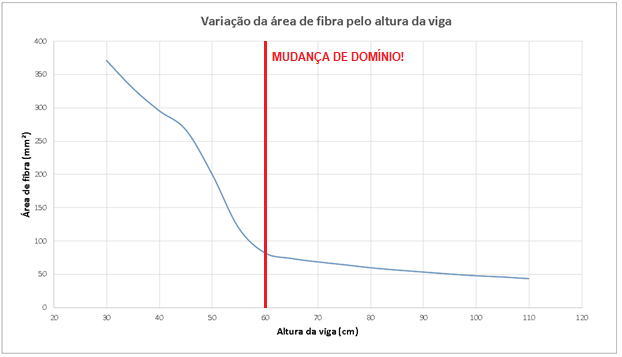 Variação da área de fibra pelo altura da viga
MUDANÇA DE DOMÍNIO!
Área de fibra (mm²)
400
350
300
250
200
150
100
50
0
20 30 40 50 60 70 80 90 100 110 120
Altura da viga (cm)